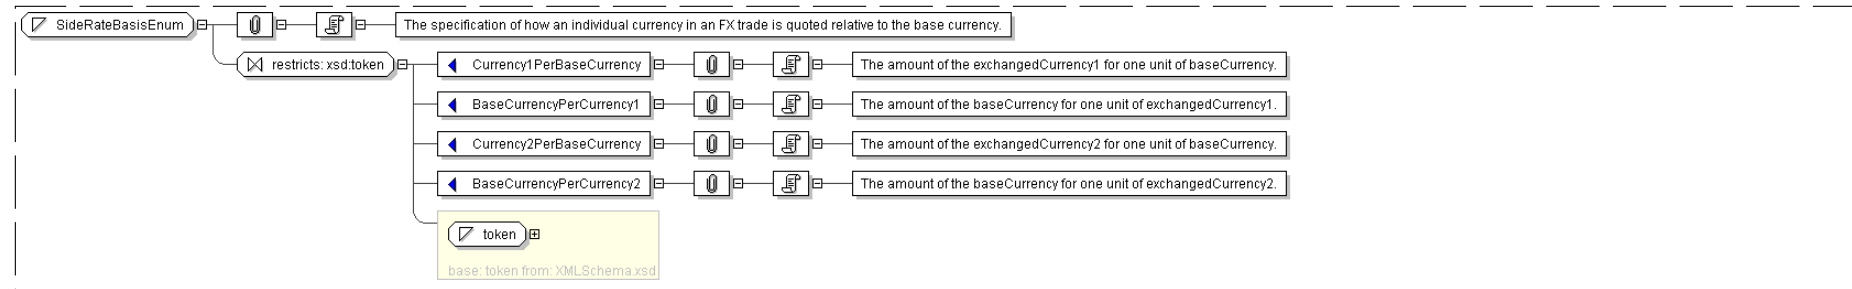 SideRateBasisEnum
The specification of how an individual currency in an FX trade is quoted relative to the base currency.
restricts: xsd:token
Currency1PerBaseCurrency
The amount of the exchangedCurrency1 for one unit of baseCurrency.
BaseCurrencyPerCurrency1
The amount of the baseCurrency for one unit of exchangedCurrency1.
Currency2PerBaseCurrency
The amount of the exchangedCurrency2 for one unit of baseCurrency.
BaseCurrencyPerCurrency2
The amount of the baseCurrency for one unit of exchangedCurrency2.
token
base: token from: XMLSchema.xsd